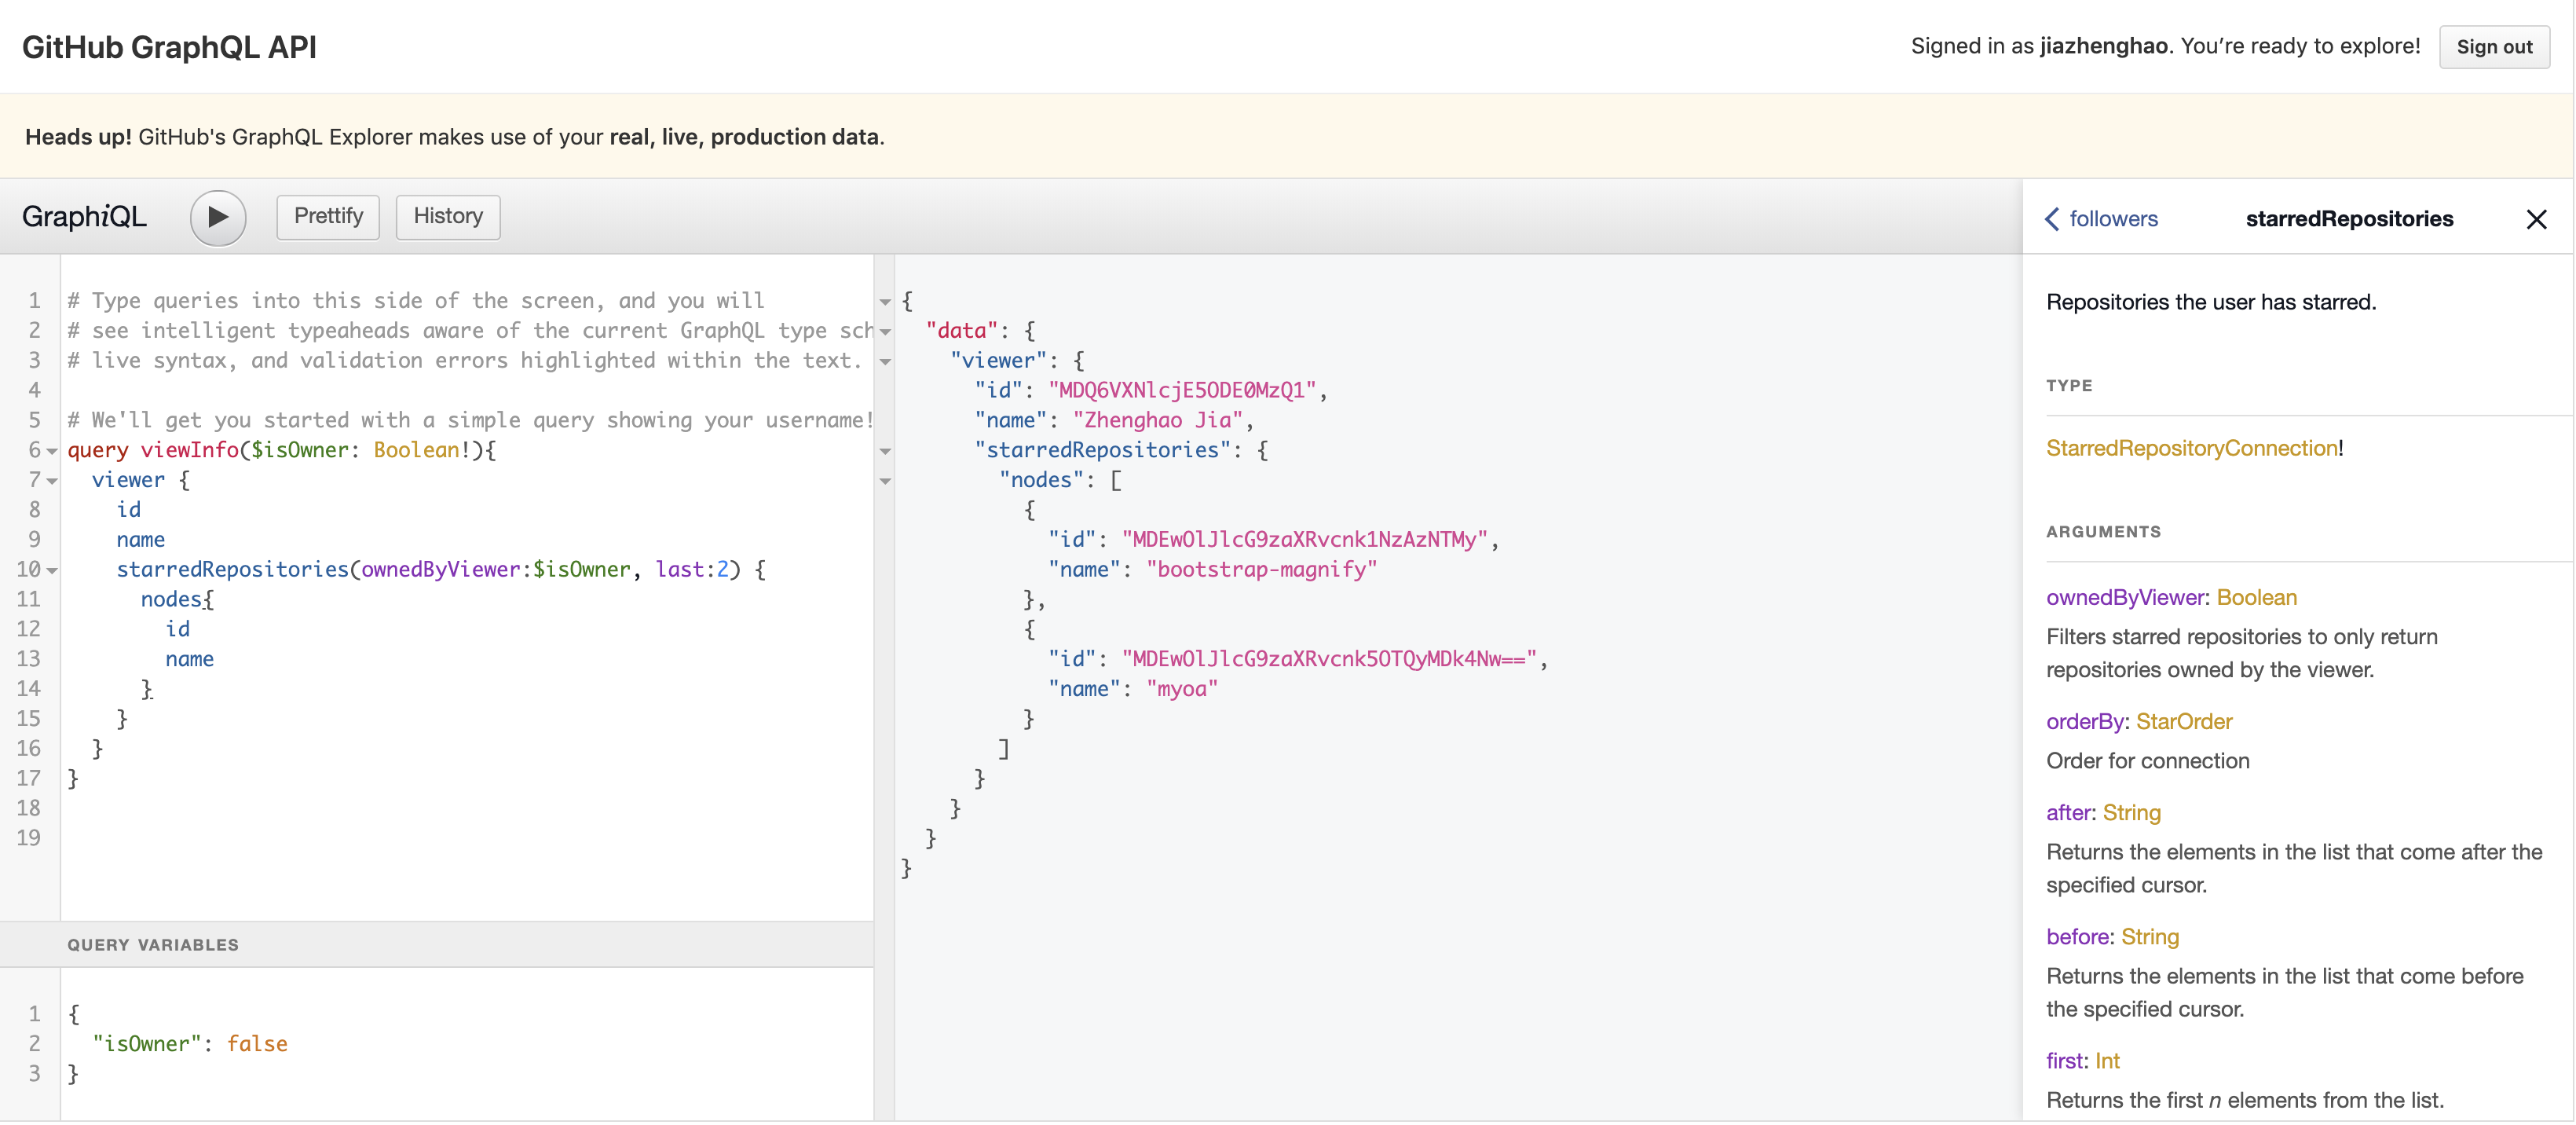 GitHub GraphQL API
Signed in as jiazhenghao. You’re ready to explore!
Sign out
Heads up! GitHub's GraphQL Explorer makes use of your real, live, production data.
GraphiQL
Prettify
History
1 # Type queries into this side of the screen, and you will
2 # see intelligent typeaheads aware of the current GraphQL type sch
3 # live syntax, and validation errors highlighted within the text.
4
5 # We'll get you started with a simple query showing your username!
6 query viewInfo($isOwner: Boolean!){
7   viewer {
8     id
9     name
10     starredRepositories(ownedByViewer:$isOwner, last:2) {
11       nodes{
12         id
13         name
14       }
15     }
16   }
17 }
18
19
QUERY VARIABLES
1 {
2   "isOwner": false
3 }
{
  "data": {
    "viewer": {
      "id": "MDQ6VXNlcjE5ODE0MzQ1",
      "name": "Zhenghao Jia",
      "starredRepositories": {
        "nodes": [
          {
            "id": "MDEwOlJlcG9zaXRvcnk1NzAzNTMy",
            "name": "bootstrap-magnify"
          },
          {
            "id": "MDEwOlJlcG9zaXRvcnk5OTQyMDk4Nw==",
            "name": "myoa"
          }
        ]
      }
    }
  }
}
followers
starredRepositories
Repositories the user has starred.
TYPE
StarredRepositoryConnection!
ARGUMENTS
ownedByViewer: Boolean
Filters starred repositories to only return
repositories owned by the viewer.
orderBy: StarOrder
Order for connection
after: String
Returns the elements in the list that come after the
specified cursor.
before: String
Returns the elements in the list that come before
the specified cursor.
first: Int
Returns the first n elements from the list.